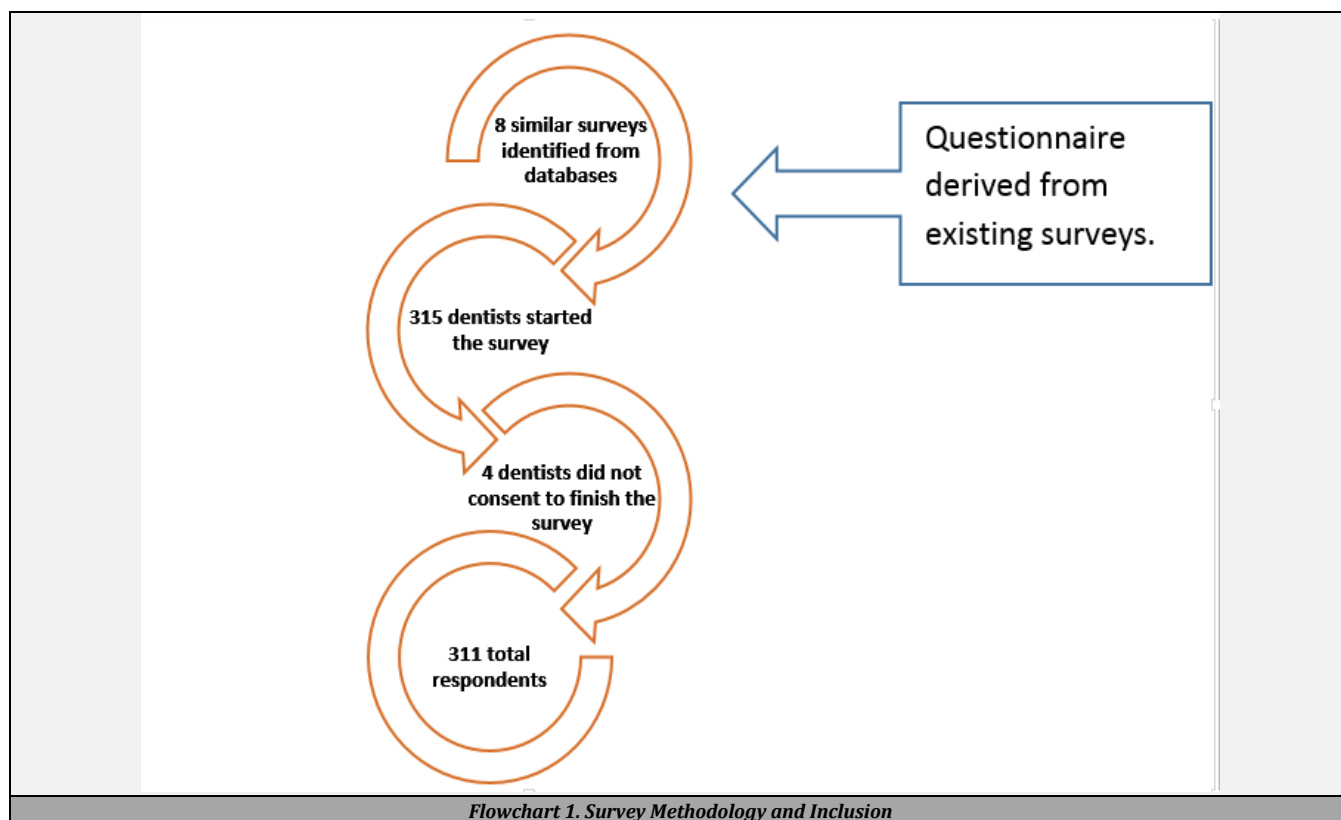 8 similar surveys
identified from
databases
Questionnaire
derived from
existing surveys.
315 dentists started
the survey
4 dentists did not
consent to finish the
survey
311 total
respondents
Flowchart 1. Survey Methodology and Inclusion